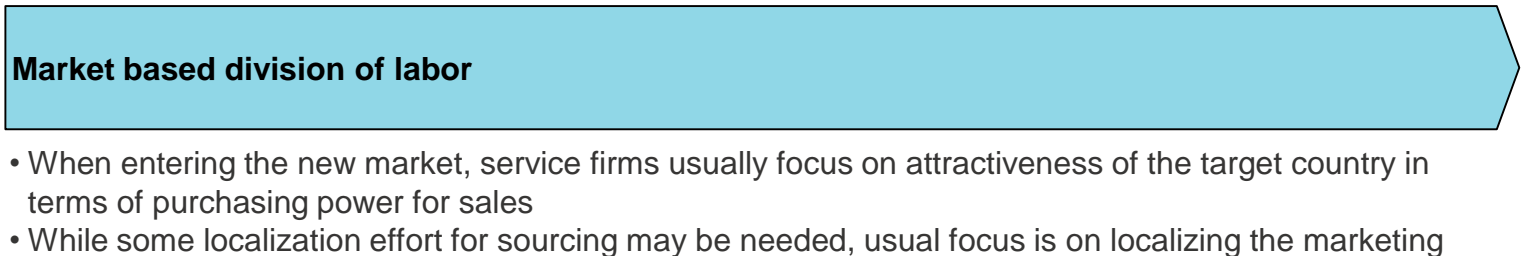 Market based division of labor
• When entering the new market, service firms usually focus on attractiveness of the target country in
terms of purchasing power for sales
• While some localization effort for sourcing may be needed, usual focus is on localizing the marketing